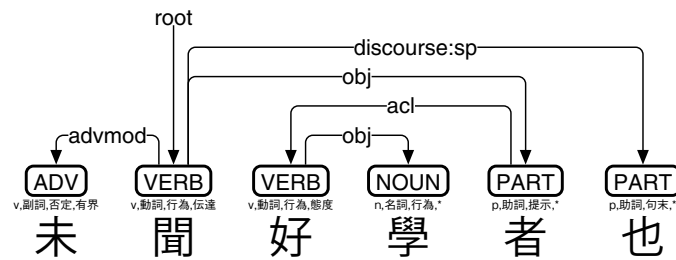 root
discourse:sp
obj
acl
advmod obj
ADV VERB VERB NOUN PART PART
v,副詞,否定,有界 v,動詞,行為,伝達 v,動詞,行為,態度 n,名詞,行為,* p,助詞,提示,* p,助詞,句末,*
未 聞 好 學 者 也